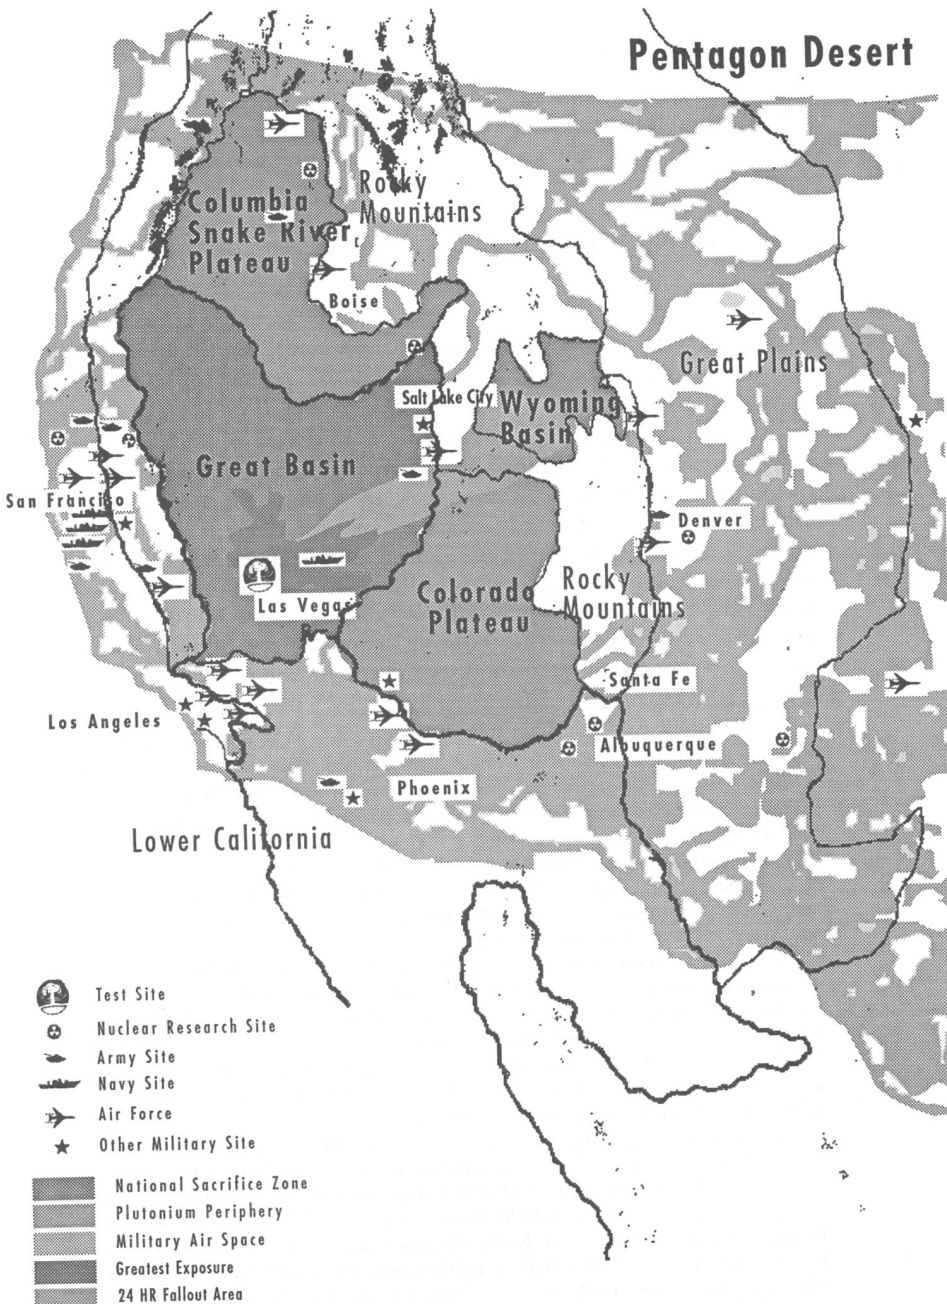 Pentagon Desert
Rocky
Mountains
Columbia
Snake River
Plateau
Boise
Great Plains
Salt Lake City
Wyoming
Basin
Great Basin
San Franciso
Denver
Las Vegas
Colorado
Plateau
Rocky
Mountains
Santa Fe
Los Angeles
Albuquerque
Phoenix
Lower California
Test Site
Nuclear Research Site
Army Site
Navy Site
Air Force
Other Military Site
National Sacrifice Zone
Plutonium Periphery
Military Air Space
Greatest Exposure
24 HR Fallout Area